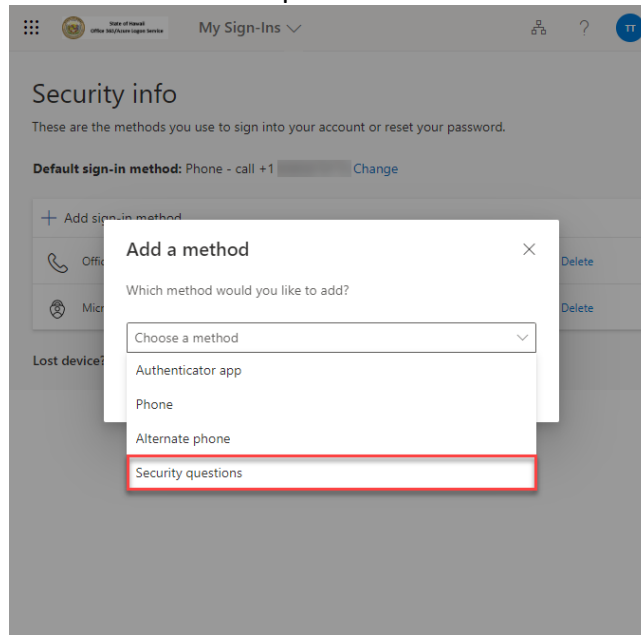 State of Hawaii
Office 365/Azure Logon Service
My Sign-Ins
?
TT
Security info
These are the methods you use to sign into your account or reset your password.
Default sign-in method: Phone - call +1 Change
+ Add sign-in method
Offic
Delete
Micr
Delete
Lost device?
Add a method
Which method would you like to add?
Choose a method
Authenticator app
Phone
Alternate phone
Security questions